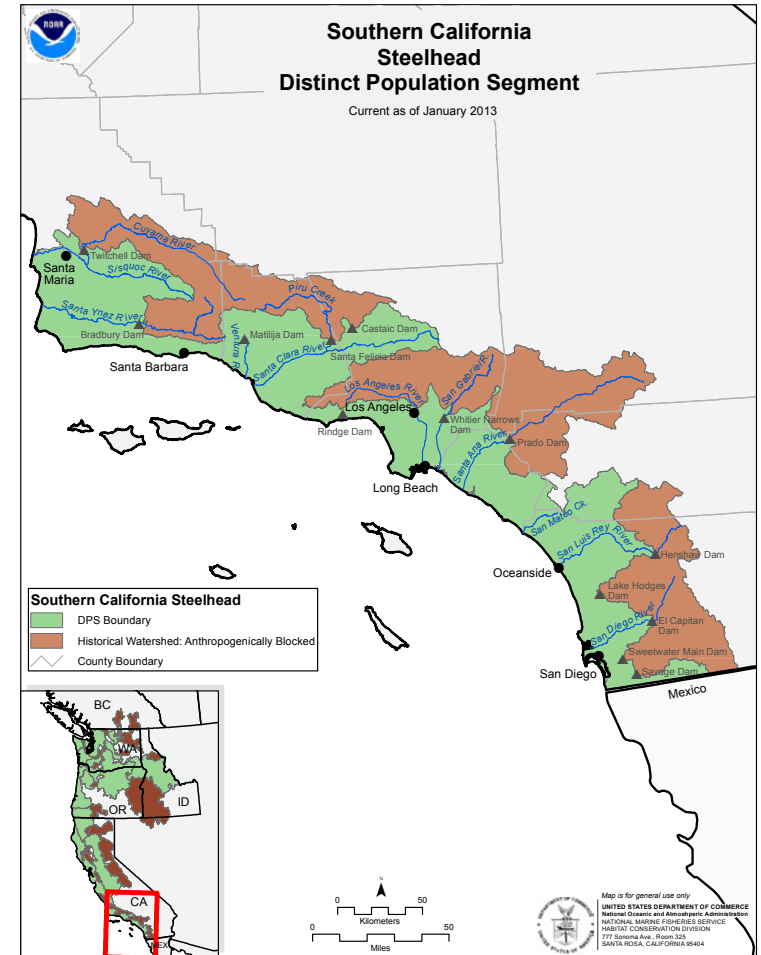 NOAA
Southern California
Steelhead
Distinct Population Segment
Current as of January 2013
Cuyama River
Twitchell Dam
Santa
Maria
Sisquoc River
Piru Creek
Santa Ynez River
Bradbury Dam
Ventura R.
Matilija Dam
Castaic Dam
Santa Clara River
Santa Felicia Dam
Santa Barbara
Los Angeles River
San Gabriel R.
Los Angeles
Rindge Dam
Whitier Narrows
Dam
Santa Ana River
Prado Dam
Long Beach
San Mateo Ck.
San Luis Rey
River
Henshaw Dam
Oceanside
Lake Hodges
Dam
San Diego River
El Capitan
Dam
Sweetwater Main Dam
San Diego
Savage Dam
Mexico
Southern California Steelhead
DPS Boundary
Historical Watershed: Anthropogenically Blocked
County Boundary
BC
WA
OR
ID
CA
MEX
N
0 50
Kilometers
0 50
Miles
Map is for general use only
UNITED STATES DEPARTMENT OF COMMERCE
National Oceanic and Atmoshperic Administration
NATIONAL MARINE FISHERIES SERVICE
HABITAT CONSERVATION DIVISION
777 Sonoma Ave., Room 325
SANTA ROSA, CALIFORNIA 95404